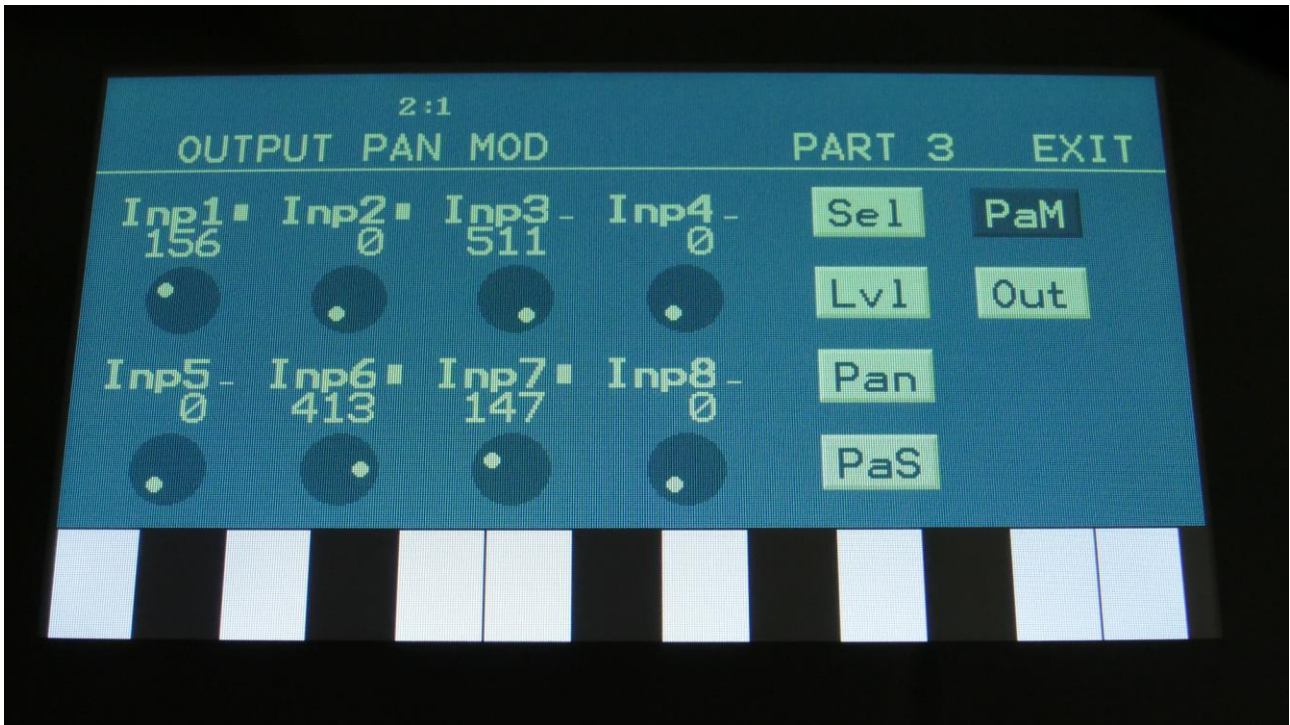 2:1
OUTPUT PAN MOD PART 3 EXIT
Inp1 Inp2 Inp3 Inp4 Sel PaM
156 0 511 0
Lvl Out
Inp5 Inp6 Inp7 Inp8 Pan
0 413 147 0
PaS